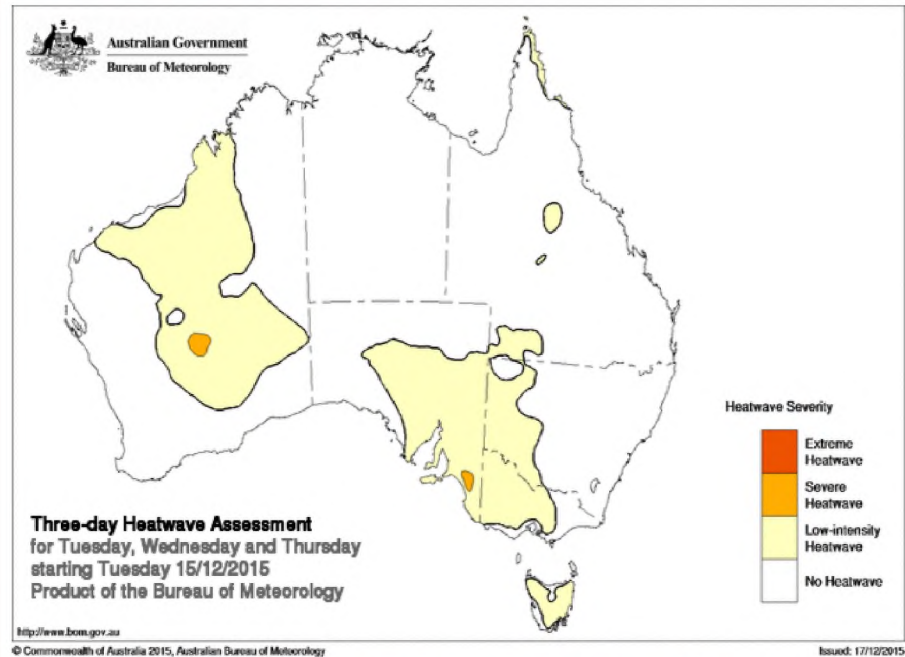 Australian Government
Bureau of Meteorology
Heatwave Severity
Extreme
Heatwave
Severe
Heatwave
Low-intensity
Heatwave
No Heatwave
Three-day Heatwave Assessment
for Tuesday, Wednesday and Thursday
starting Tuesday 15/12/2015
Product of the Bureau of Meteorology
http://www.bom.gov.au
© Commonwealth of Australia 2015, Australian Bureau of Meteorology
Issued: 17/12/2015